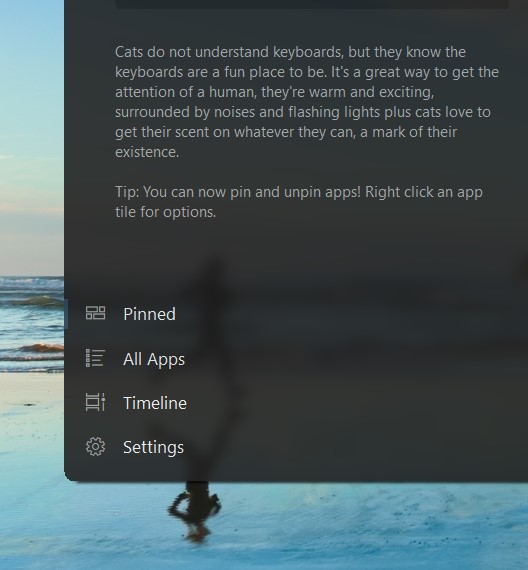 Cats do not understand keyboards, but they know the
keyboards are a fun place to be. It's a great way to get the
attention of a human, they're warm and exciting,
surrounded by noises and flashing lights plus cats love to
get their scent on whatever they can, a mark of their
existence.
Tip: You can now pin and unpin apps! Right click an app
tile for options.
Pinned
All Apps
Timeline
Settings